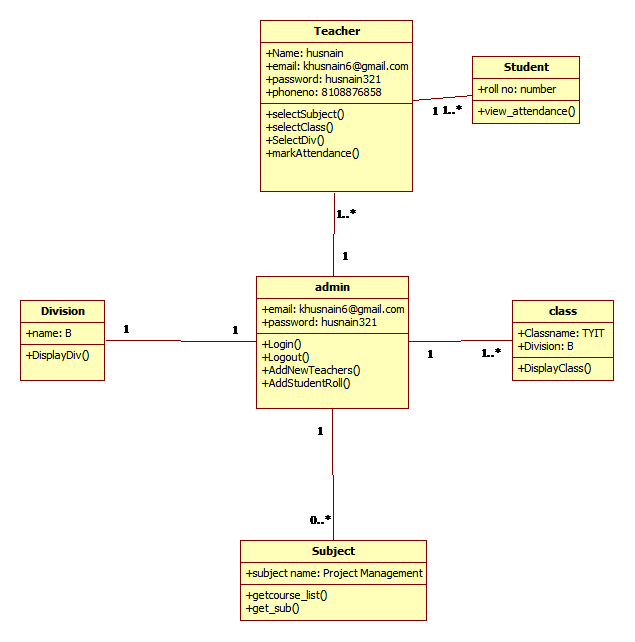 Teacher
+Name: husnain
+email: khusnain6@gmail.com
+password: husnain321
+phoneno: 8108876858
+selectSubject()
+selectClass()
+SelectDiv()
+markAttendance()
Student
+roll no: number
+view_attendance()
1 1..*
1..*
1
admin
+email: khusnain6@gmail.com
+password: husnain321
+Login()
+Logout()
+AddNewTeachers()
+AddStudentRoll()
Division
+name: B
+DisplayDiv()
1
1
class
+Classname: TYIT
+Division: B
+DisplayClass()
1
1..*
1
0..*
Subject
+subject name: Project Management
+getcourse_list()
+get_sub()